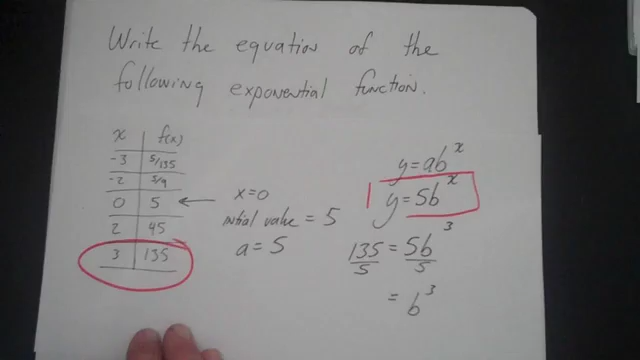 Write the equation of the
following exponential function.
x f(x)
-3 5/135
-2 5/9
0 5
2 45
3 135
x=0
initial value = 5
a = 5
y = ab^x
y = 5b^x
135/5 = 5b^3/5
= b^3